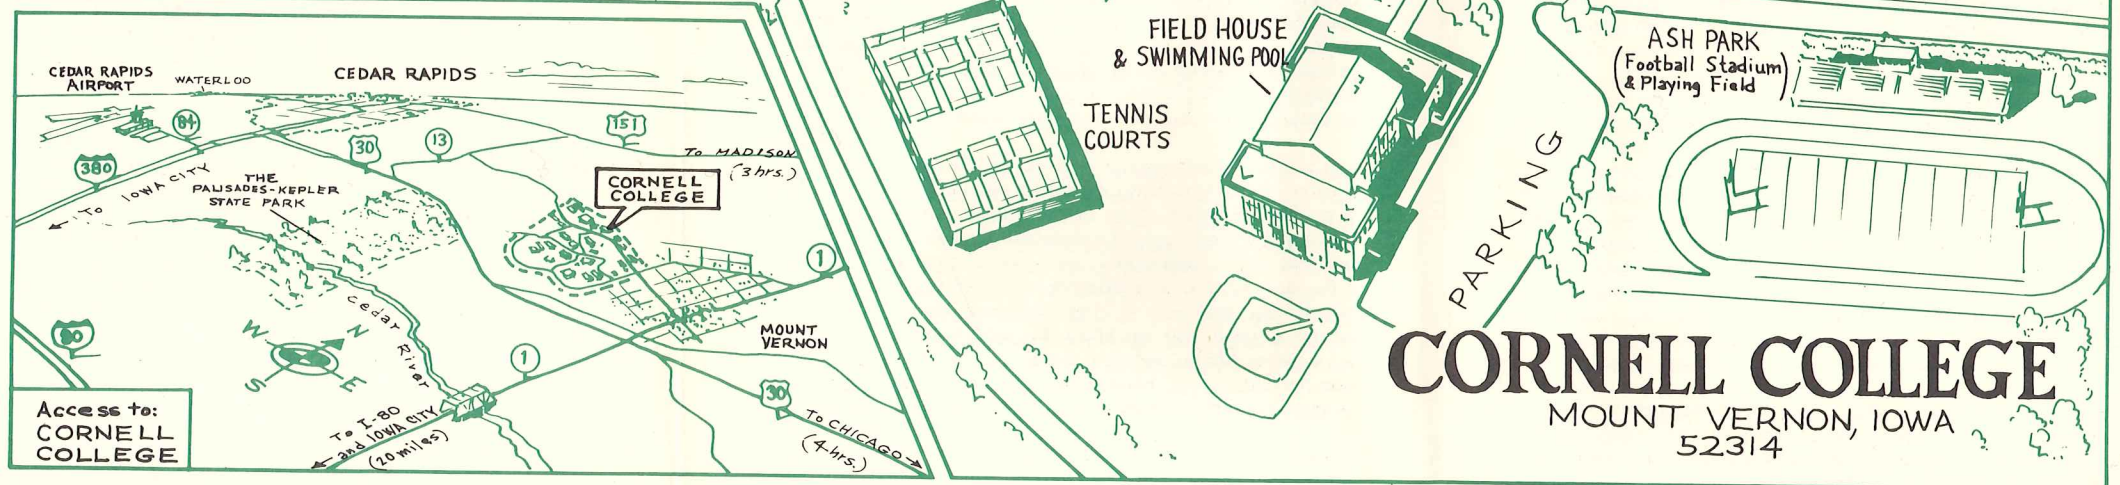 CEDAR RAPIDS
AIRPORT
WATERLOO
CEDAR RAPIDS
84
30
13
151
380
To IOWA CITY
TO MADISON
(3 hrs.)
THE
PALISADES-KEPLER
STATE PARK
CORNELL
COLLEGE
1
Cedar River
80
W
N
S
E
MOUNT
VERNON
1
30
Access to:
CORNELL
COLLEGE
To I-80
and IOWA CITY
(20 miles)
To CHICAGO
(4 hrs.)
TENNIS
COURTS
FIELD HOUSE
& SWIMMING POOL
PARKING
ASH PARK
(Football Stadium)
& Playing Field
CORNELL COLLEGE
MOUNT VERNON, IOWA
52314